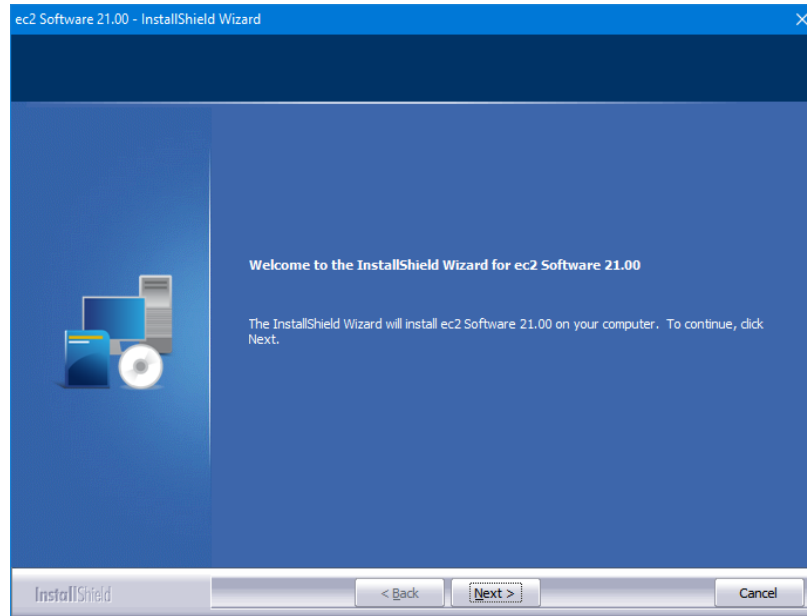 ec2 Software 21.00 - InstallShield Wizard
Welcome to the InstallShield Wizard for ec2 Software 21.00
The InstallShield Wizard will install ec2 Software 21.00 on your computer. To continue, click
Next.
InstallShield
< Back
Next >
Cancel